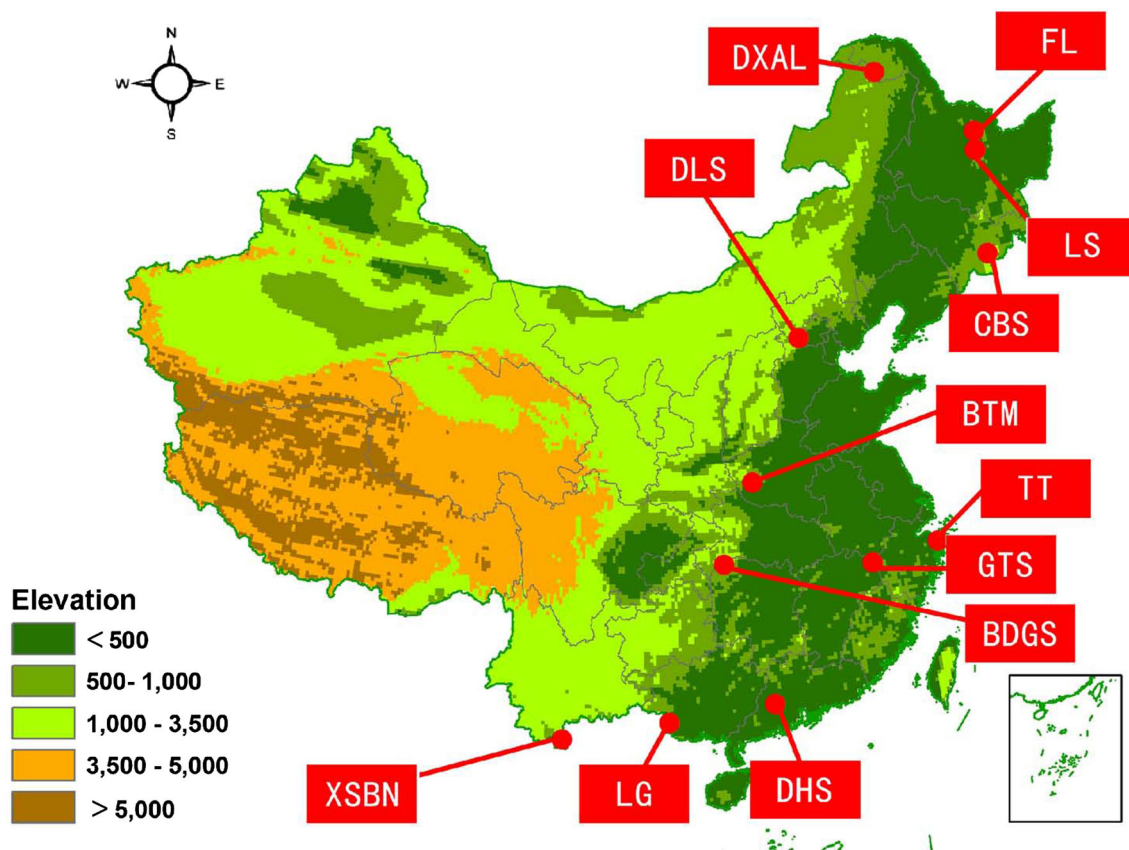 N
W E
S
DXAL
FL
DLS
LS
CBS
BTM
TT
GTS
BDGS
XSBN
LG
DHS
Elevation
< 500
500- 1,000
1,000 - 3,500
3,500 - 5,000
> 5,000